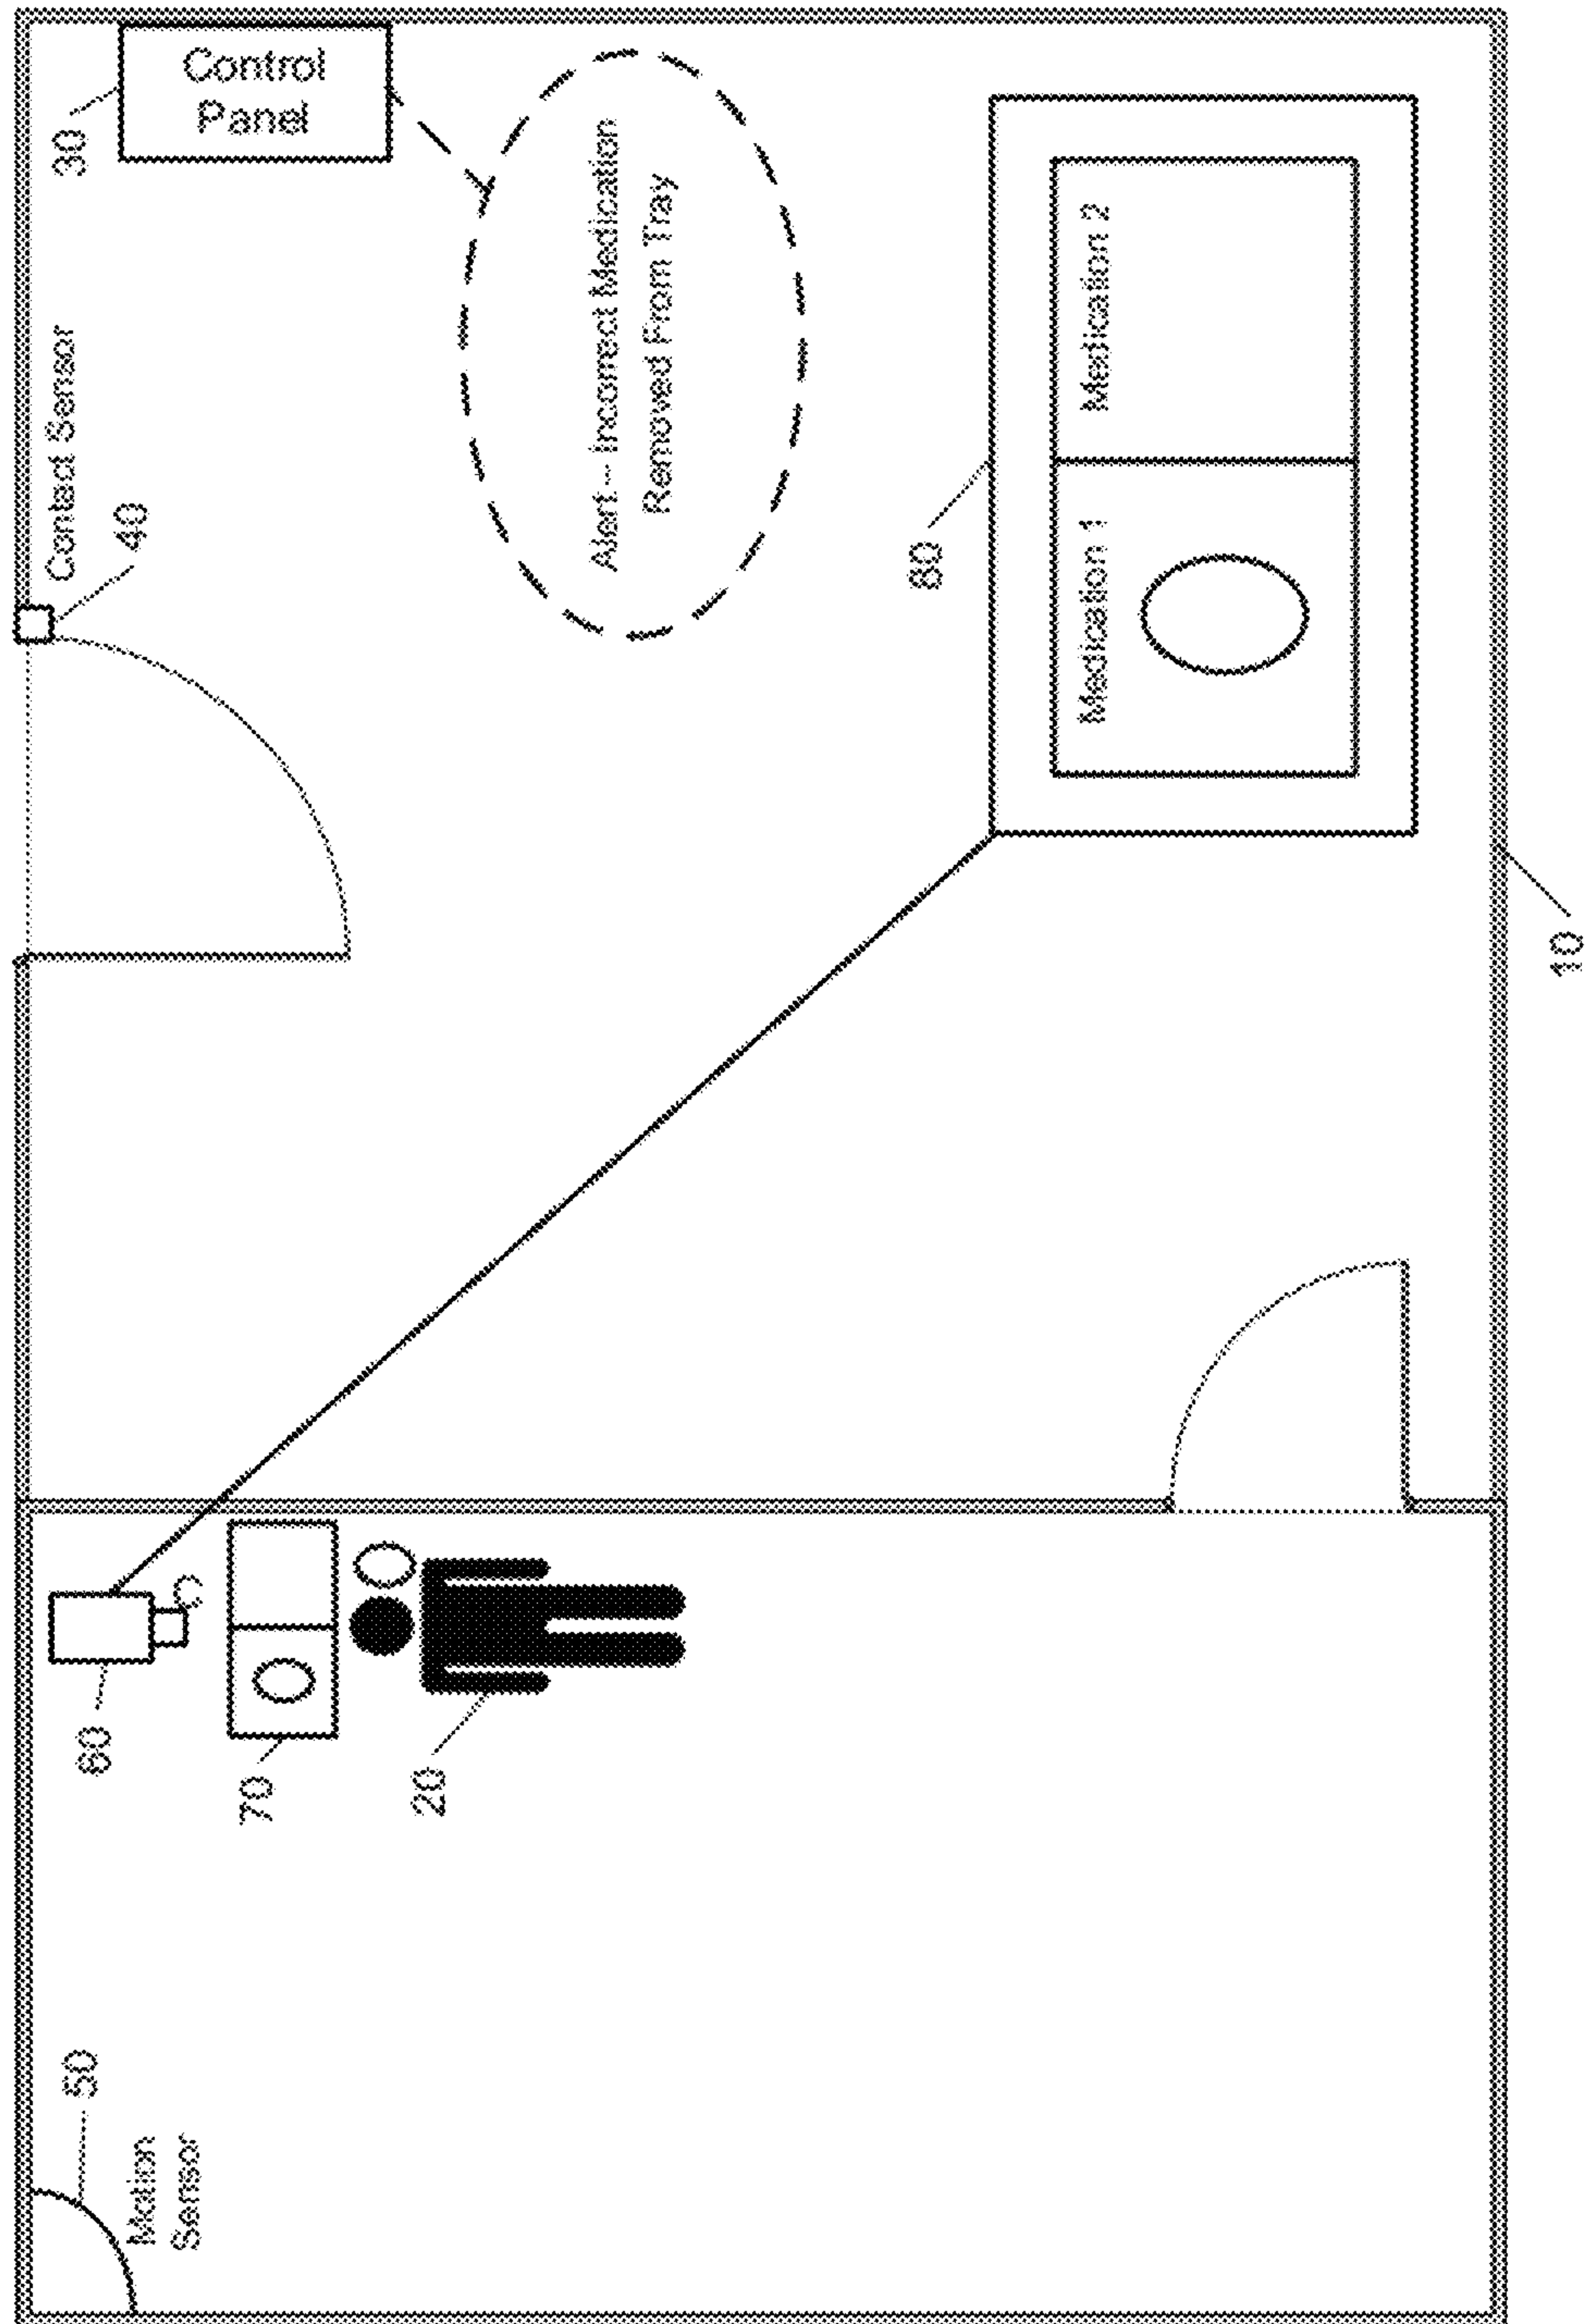 Motion
Sensor
50
60
70
20
Contact Sensor
40
30
Control
Panel
Alert – Incorrect Medication
Removed From Tray
80
Medication 1
Medication 2
10